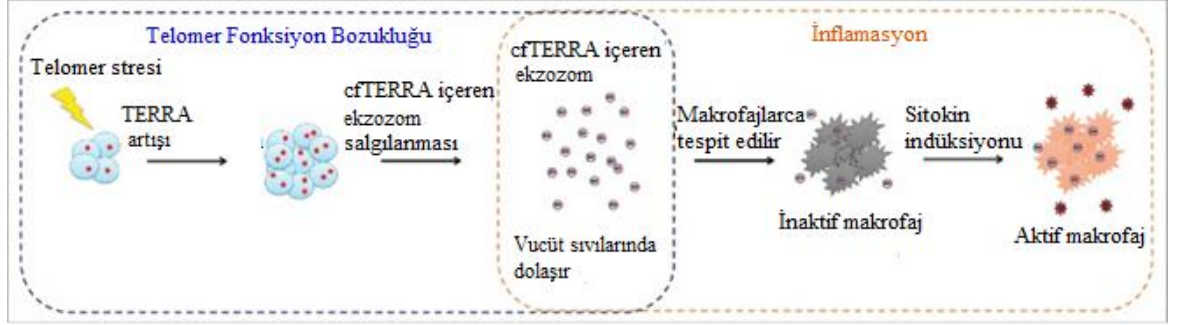 Telomer Fonksiyon Bozukluğu
Telomer stresi
TERRA
artışı
cfTERRA içeren
ekzozom
salgılanması
cfTERRA içeren
ekzozom
Vucüt sıvılarında
dolaşır
İnflamasyon
Makrofajlarca
tespit edilir
İnaktif makrofaj
Sitokin
indüksiyonu
Aktif makrofaj